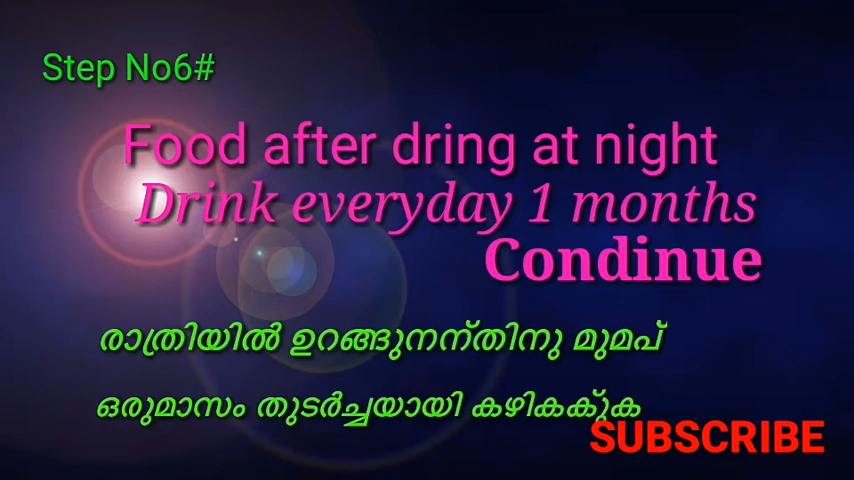 Step No6#
Food after dring at night
Drink everyday 1 months
Condinue
രാത്രിയിൽ ഉറങ്ങുനന്തിനു മുമപ്
ഒരുമാസം തുടർച്ചയായി കഴികകു്ക
SUBSCRIBE